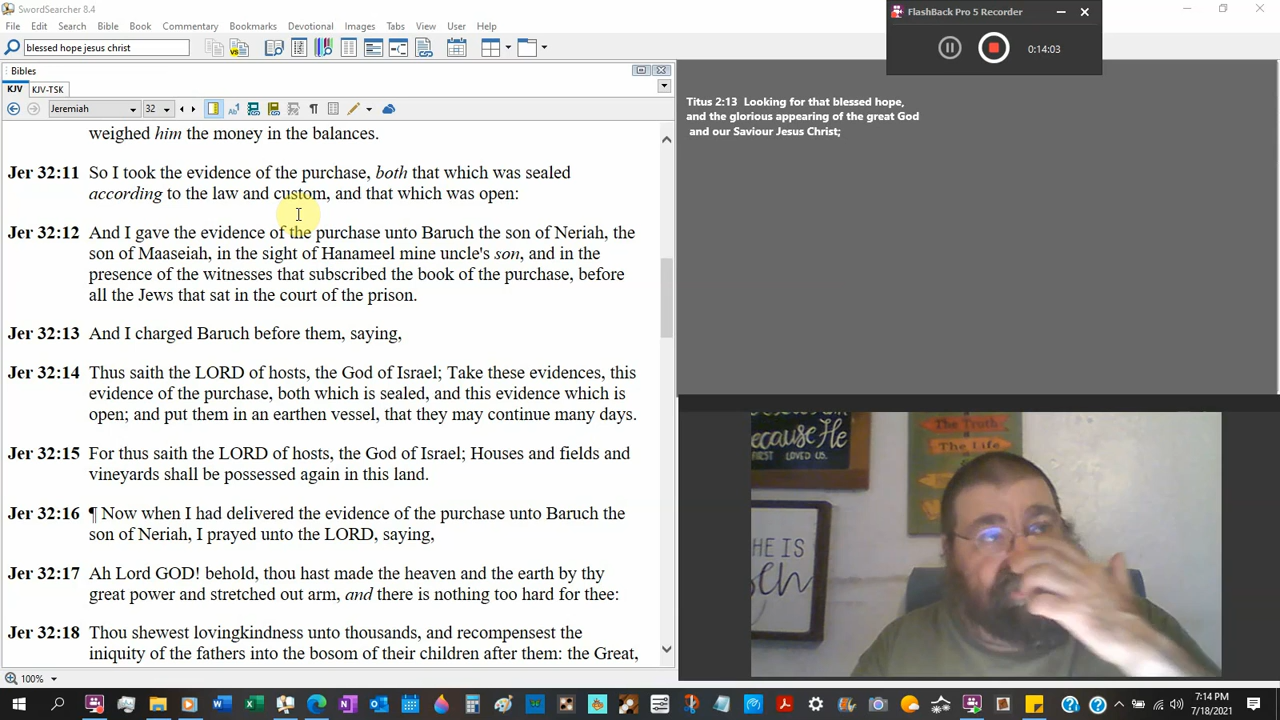 SwordSearcher 8.4
File Edit Search Bible Book Commentary Bookmarks Devotional Images Tabs View User Help
blessed hope jesus christ
Bibles
KJV KJV-TSK
Jeremiah 32
weighed him the money in the balances.
Jer 32:11 So I took the evidence of the purchase, both that which was sealed
according to the law and custom, and that which was open:
Jer 32:12 And I gave the evidence of the purchase unto Baruch the son of Neriah, the
son of Maaseiah, in the sight of Hanameel mine uncle's son, and in the
presence of the witnesses that subscribed the book of the purchase, before
all the Jews that sat in the court of the prison.
Jer 32:13 And I charged Baruch before them, saying,
Jer 32:14 Thus saith the LORD of hosts, the God of Israel; Take these evidences, this
evidence of the purchase, both which is sealed, and this evidence which is
open; and put them in an earthen vessel, that they may continue many days.
Jer 32:15 For thus saith the LORD of hosts, the God of Israel; Houses and fields and
vineyards shall be possessed again in this land.
Jer 32:16 ¶ Now when I had delivered the evidence of the purchase unto Baruch the
son of Neriah, I prayed unto the LORD, saying,
Jer 32:17 Ah Lord GOD! behold, thou hast made the heaven and the earth by thy
great power and stretched out arm, and there is nothing too hard for thee:
Jer 32:18 Thou shewest lovingkindness unto thousands, and recompensest the
iniquity of the fathers into the bosom of their children after them: the Great,
100%
FlashBack Pro 5 Recorder
0:14:03
Titus 2:13 Looking for that blessed hope,
and the glorious appearing of the great God
and our Saviour Jesus Christ;
ecause He
FIRST LOVED US.
The Truth
The Life
HE IS
7:14 PM
7/18/2021